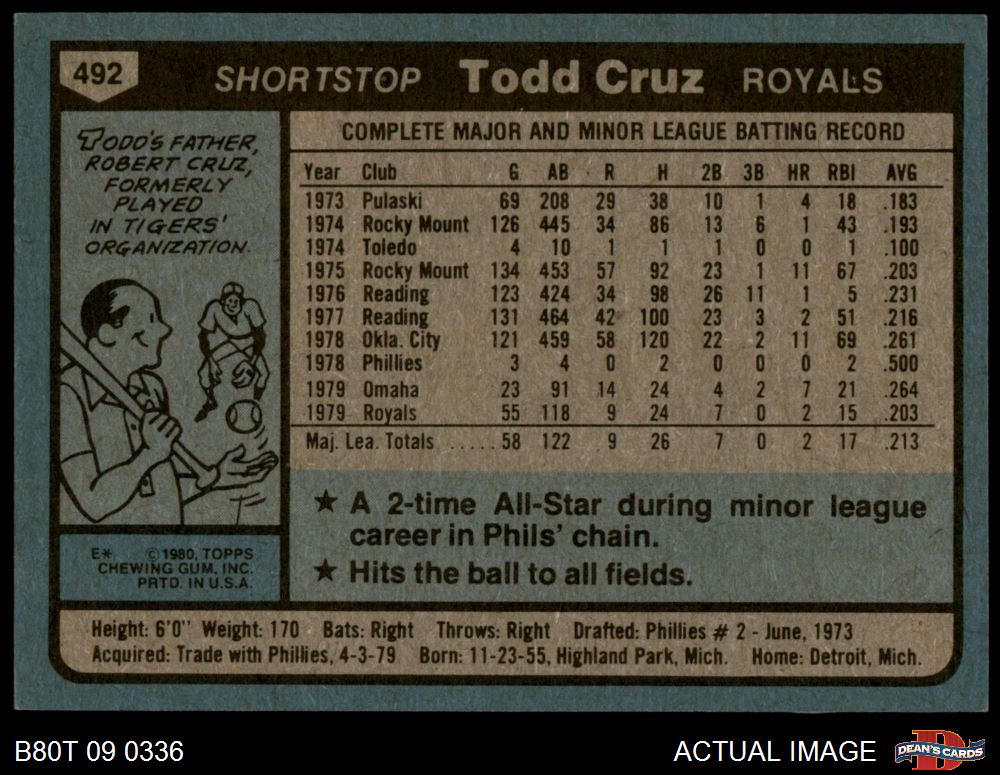 492 SHORTSTOP Todd Cruz ROYALS
TODD'S FATHER,
ROBERT CRUZ,
FORMERLY
PLAYED
IN TIGERS'
ORGANIZATION.
COMPLETE MAJOR AND MINOR LEAGUE BATTING RECORD
Year Club G AB R H 2B 3B HR RBI AVG
1973 Pulaski 69 208 29 38 10 1 4 18 .183
1974 Rocky Mount 126 445 34 86 13 6 1 43 .193
1974 Toledo 4 10 1 1 1 0 0 1 .100
1975 Rocky Mount 134 453 57 92 23 1 11 67 .203
1976 Reading 123 424 34 98 26 11 1 5 .231
1977 Reading 131 464 42 100 23 3 2 51 .216
1978 Okla. City 121 459 58 120 22 2 11 69 .261
1978 Phillies 3 4 0 2 0 0 0 2 .500
1979 Omaha 23 91 14 24 4 2 7 21 .264
1979 Royals 55 118 9 24 7 0 2 15 .203
Maj. Lea. Totals ..... 58 122 9 26 7 0 2 17 .213
★ A 2-time All-Star during minor league
career in Phils' chain.
★ Hits the ball to all fields.
E* ©1980, TOPPS
CHEWING GUM, INC.
PRTD. IN U.S.A.
Height: 6'0" Weight: 170 Bats: Right Throws: Right Drafted: Phillies # 2 - June, 1973
Acquired: Trade with Phillies, 4-3-79 Born: 11-23-55, Highland Park, Mich. Home: Detroit, Mich.
B80T 09 0336
ACTUAL IMAGE
DEAN'S CARDS